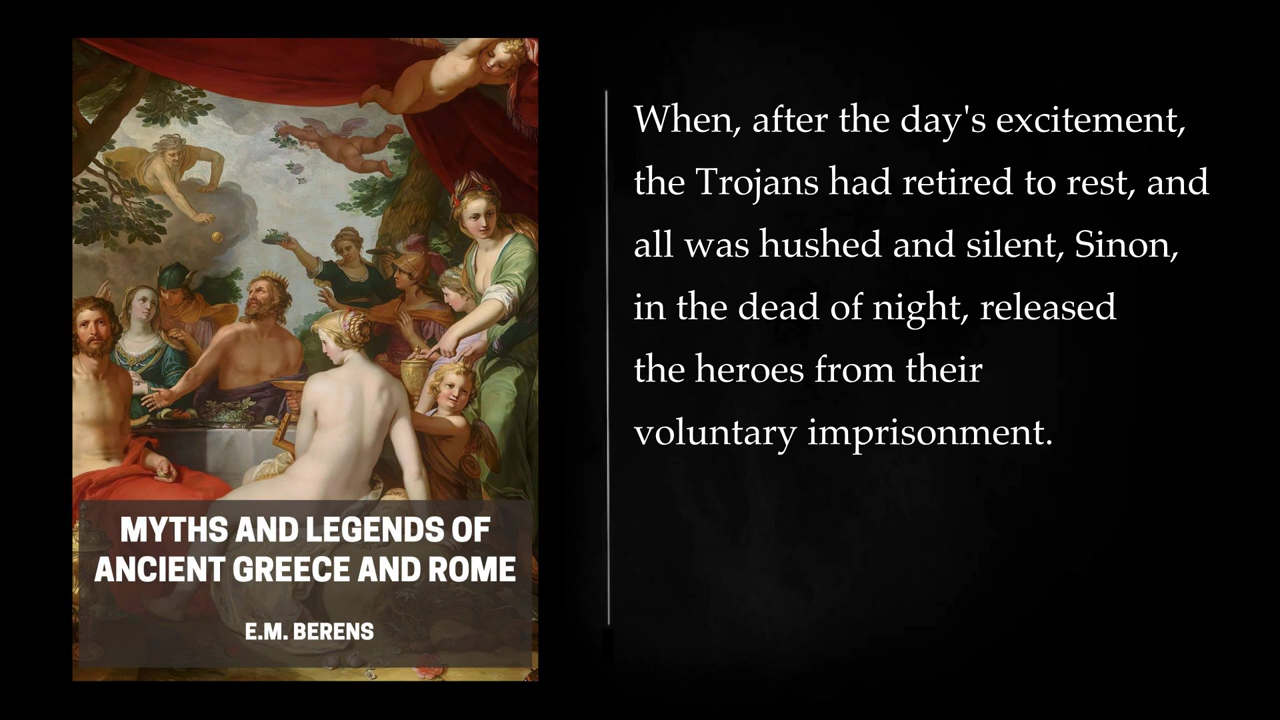 MYTHS AND LEGENDS OF
ANCIENT GREECE AND ROME
E.M. BERENS
When, after the day's excitement,
the Trojans had retired to rest, and
all was hushed and silent, Sinon,
in the dead of night, released
the heroes from their
voluntary imprisonment.